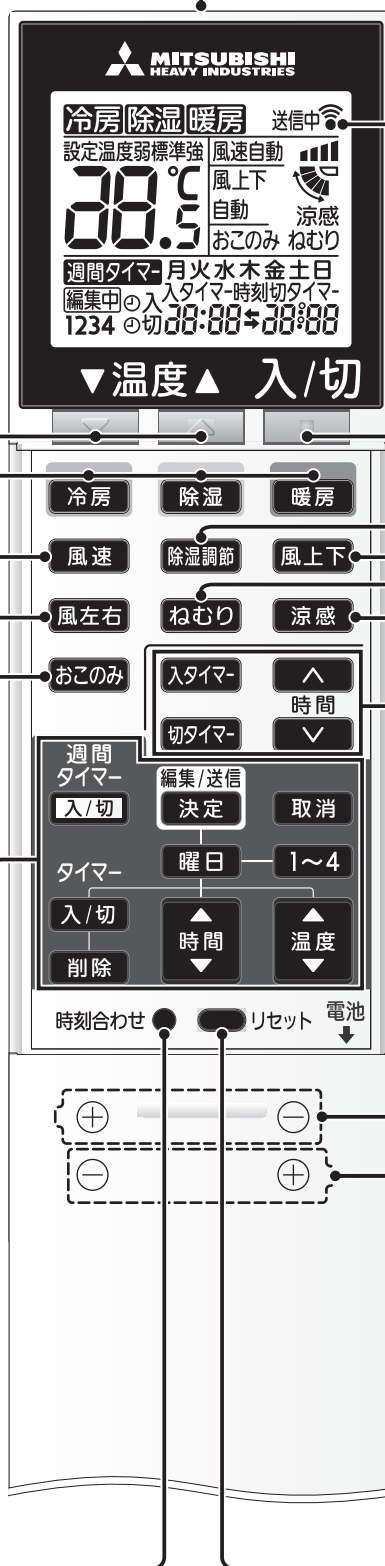 MITSUBISHI
HEAVY INDUSTRIES
冷房 除湿 暖房 送信中
設定温度弱標準強 風速自動
28.5℃ 風上下
自動 涼感
おこのみ ねむり
週間タイマー 月火水木金土日
編集中 入 入タイマー時刻切タイマー
1234 切 28:88 28:88
▼温度▲ 入/切
冷房 除湿 暖房
風速 除湿調節 風上下
風左右 ねむり 涼感
おこのみ 入タイマー ∧
時間
切タイマー ∨
週間
タイマー 編集/送信
入/切 決定 取消
タイマー 曜日 1〜4
入/切 ▲ ▲
時間 温度
削除 ▼ ▼
時刻合わせ リセット 電池
⊕ ⊖
⊖ ⊕